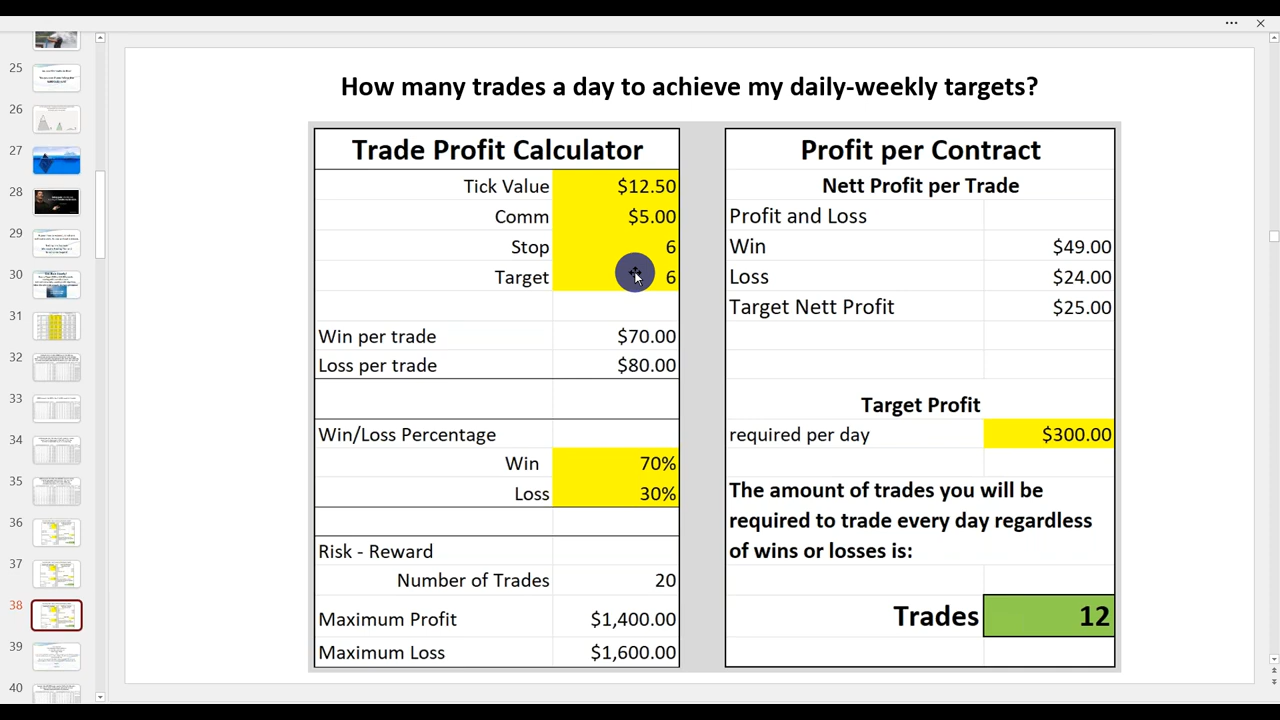 How many trades a day to achieve my daily-weekly targets?
Trade Profit Calculator
Tick Value $12.50
Comm $5.00
Stop 6
Target 6
Win per trade $70.00
Loss per trade $80.00
Win/Loss Percentage
Win 70%
Loss 30%
Risk - Reward
Number of Trades 20
Maximum Profit $1,400.00
Maximum Loss $1,600.00
Profit per Contract
Nett Profit per Trade
Profit and Loss
Win $49.00
Loss $24.00
Target Nett Profit $25.00
Target Profit
required per day $300.00
The amount of trades you will be
required to trade every day regardless
of wins or losses is:
Trades 12
25
26
27
28
29
30
31
32
33
34
35
36
37
38
39
40